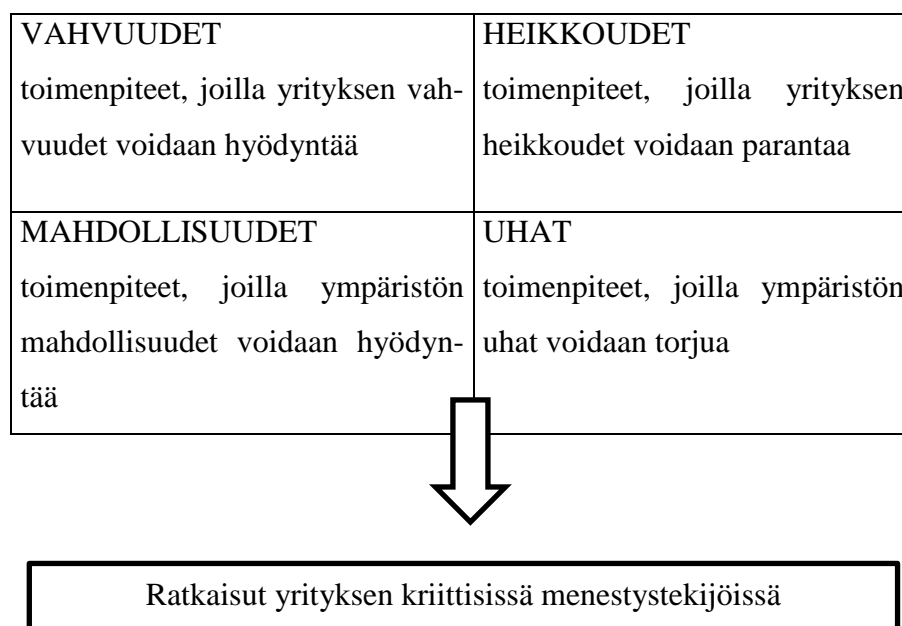 VAHVUUDET
toimenpiteet, joilla yrityksen vah-
vuudet voidaan hyödyntää
HEIKKOUDET
toimenpiteet, joilla yrityksen
heikkoudet voidaan parantaa
MAHDOLLISUUDET
toimenpiteet, joilla ympäristön
mahdollisuudet voidaan hyödyn-
tää
UHAT
toimenpiteet, joilla ympäristön
uhat voidaan torjua
Ratkaisut yrityksen kriittisissä menestystekijöissä